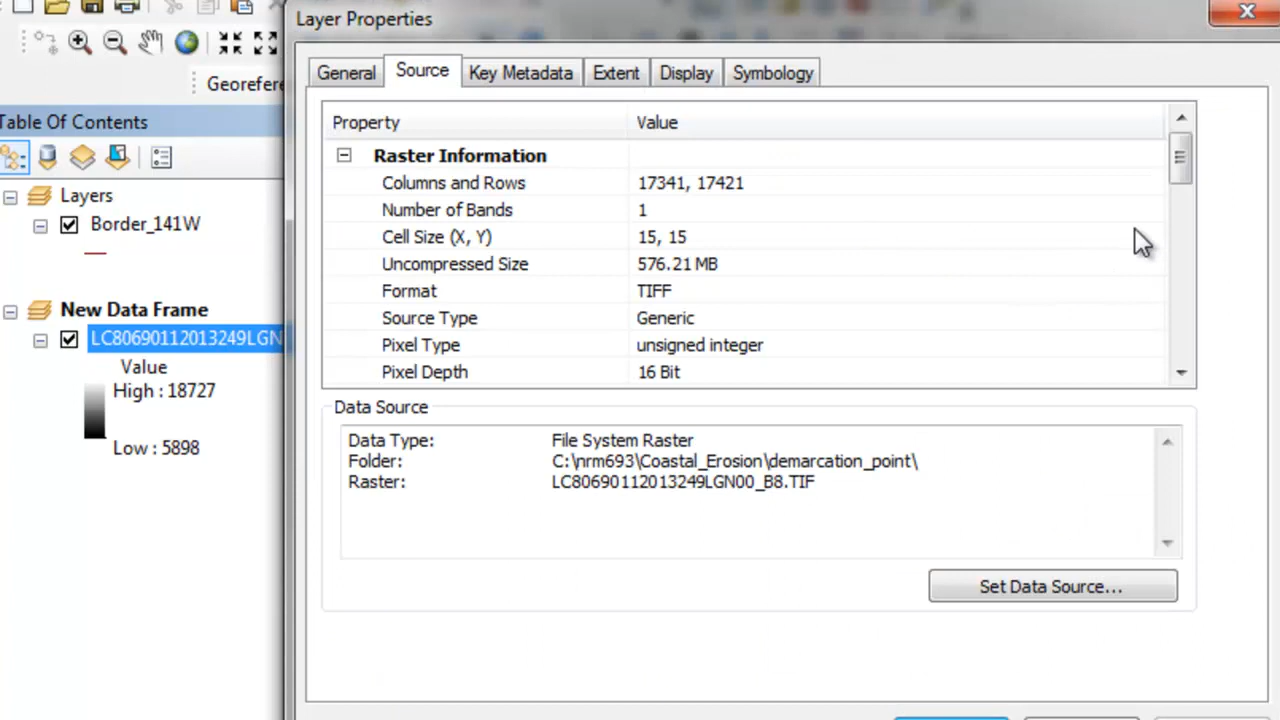 Layer Properties
Georefere
Table Of Contents
Layers
Border_141W
New Data Frame
LC80690112013249LGN
Value
High : 18727
Low : 5898
General Source Key Metadata Extent Display Symbology
Property Value
Raster Information
Columns and Rows 17341, 17421
Number of Bands 1
Cell Size (X, Y) 15, 15
Uncompressed Size 576.21 MB
Format TIFF
Source Type Generic
Pixel Type unsigned integer
Pixel Depth 16 Bit
Data Source
Data Type: File System Raster
Folder: C:\nrm693\Coastal_Erosion\demarcation_point\
Raster: LC80690112013249LGN00_B8.TIF
Set Data Source...